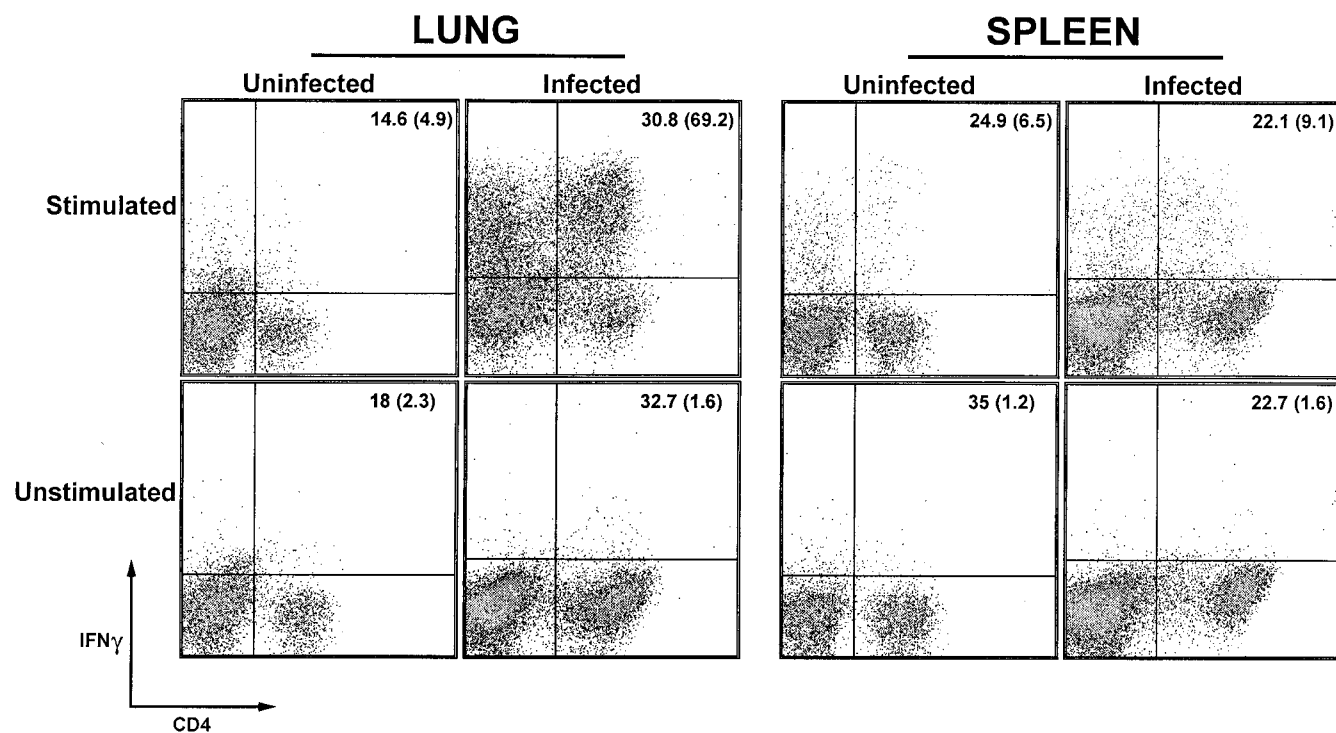 LUNG
SPLEEN
Uninfected
Infected
Uninfected
Infected
Stimulated
14.6 (4.9)
30.8 (69.2)
24.9 (6.5)
22.1 (9.1)
Unstimulated
18 (2.3)
32.7 (1.6)
35 (1.2)
22.7 (1.6)
IFNγ
CD4